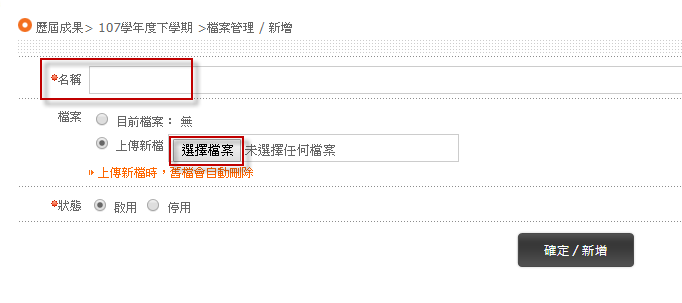 歷屆成果> 107學年度下學期 >檔案管理 / 新增
*名稱
檔案 目前檔案： 無
上傳新檔 選擇檔案 未選擇任何檔案
上傳新檔時，舊檔會自動刪除
*狀態 啟用 停用
確定 / 新增